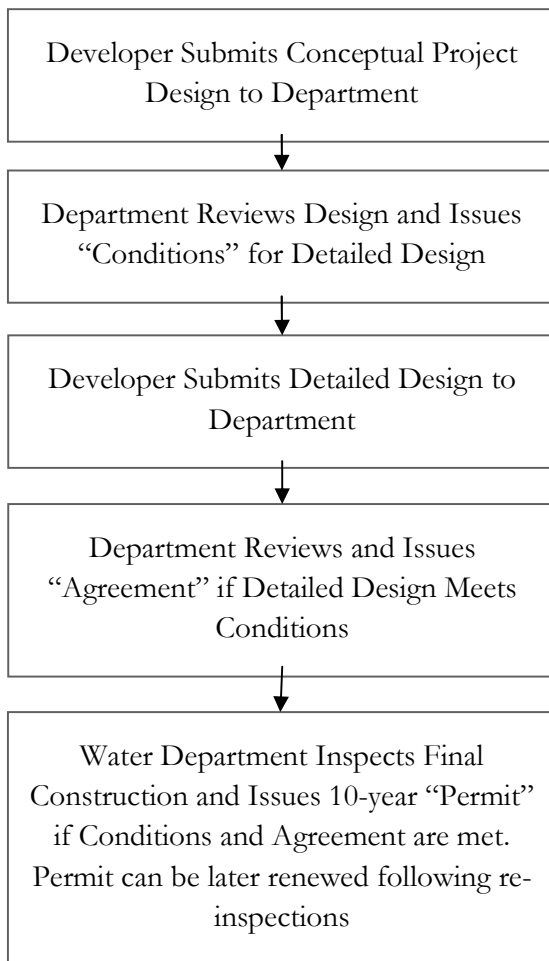 Developer Submits Conceptual Project
Design to Department
Department Reviews Design and Issues
“Conditions” for Detailed Design
Developer Submits Detailed Design to
Department
Department Reviews and Issues
“Agreement” if Detailed Design Meets
Conditions
Water Department Inspects Final
Construction and Issues 10-year “Permit”
if Conditions and Agreement are met.
Permit can be later renewed following re-
inspections